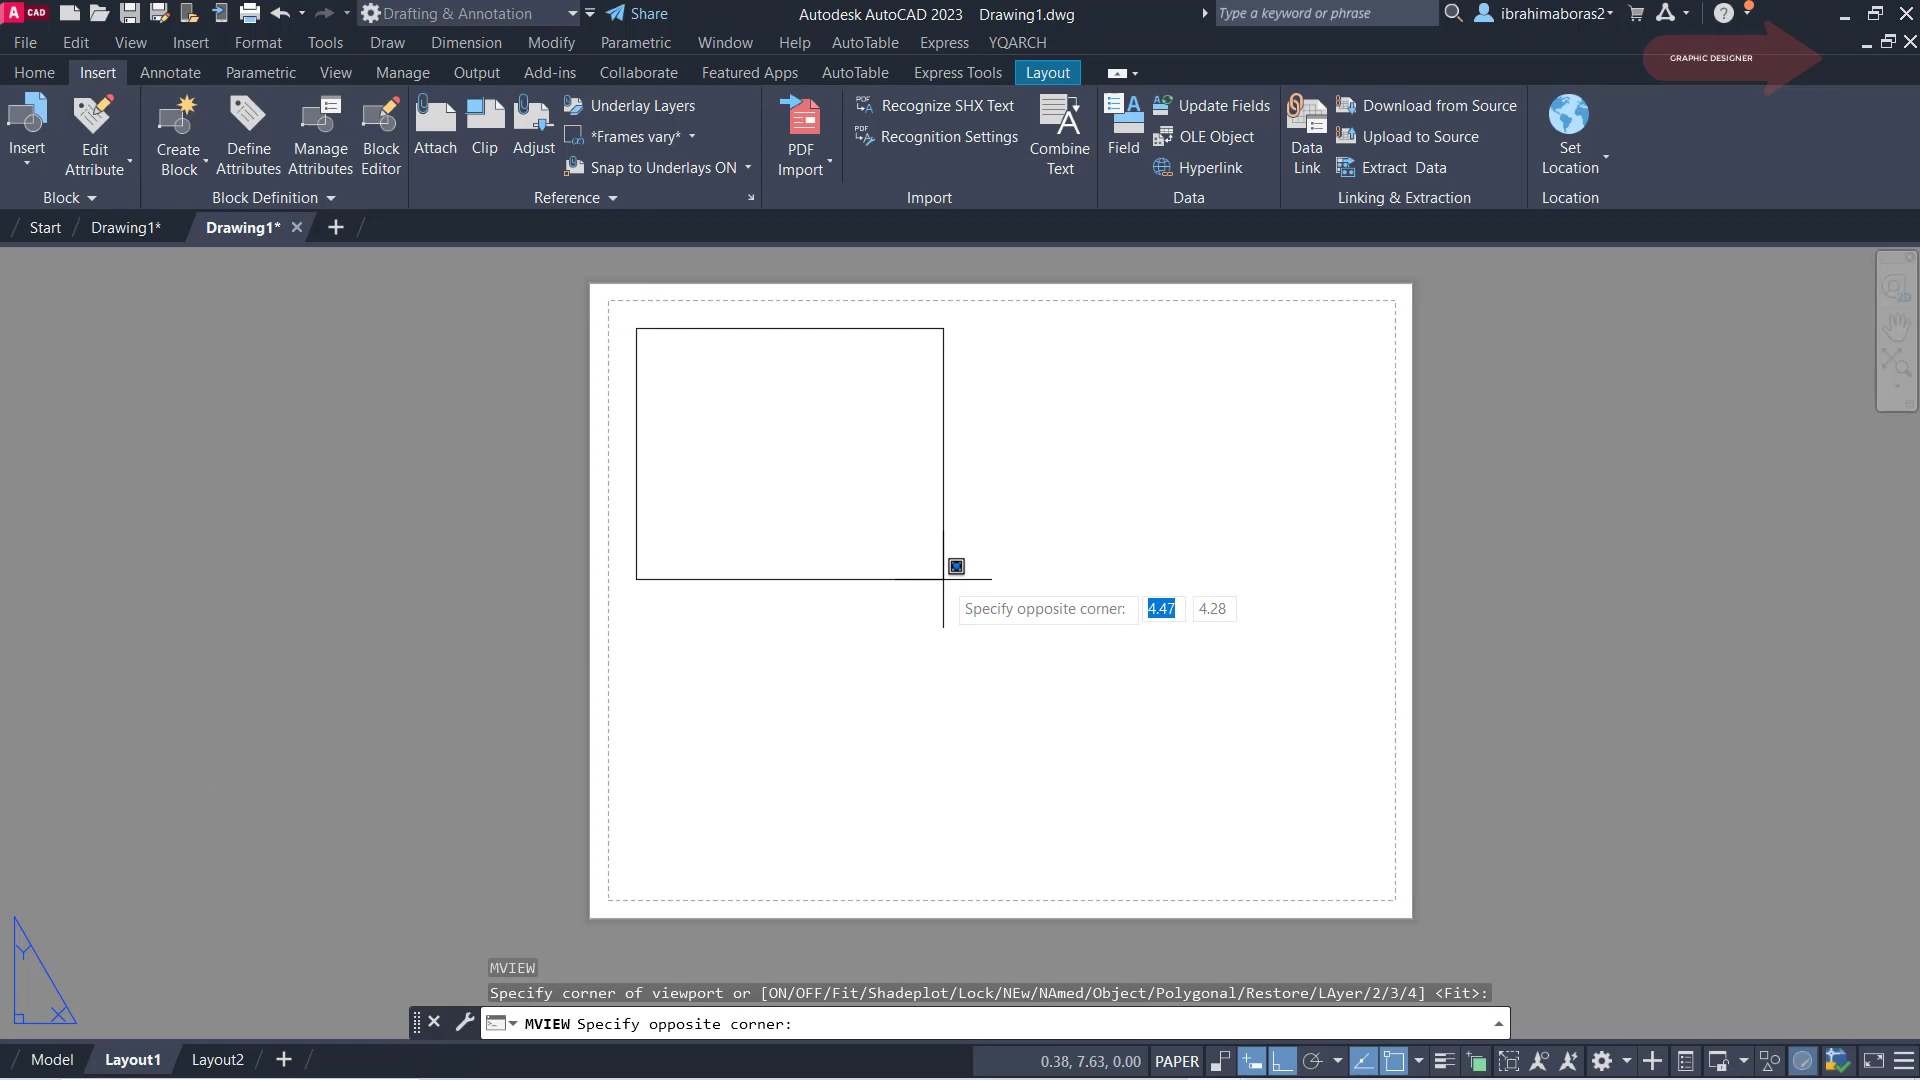 A CAD Drafting & Annotation Share Autodesk AutoCAD 2023 Drawing1.dwg Type a keyword or phrase ibrahimaboras2
File Edit View Insert Format Tools Draw Dimension Modify Parametric Window Help AutoTable Express YQARCH
GRAPHIC DESIGNER
Home Insert Annotate Parametric View Manage Output Add-ins Collaborate Featured Apps AutoTable Express Tools Layout
Insert
Edit
Attribute
Block
Create
Block
Define
Attributes
Manage
Attributes
Block
Editor
Block Definition
Attach
Clip
Adjust
Underlay Layers
*Frames vary*
Snap to Underlays ON
Reference
PDF
Import
Recognize SHX Text
Recognition Settings
Combine
Text
Import
Field
Update Fields
OLE Object
Hyperlink
Data
Data
Link
Download from Source
Upload to Source
Extract Data
Linking & Extraction
Set
Location
Location
Start Drawing1* Drawing1*
2D
Specify opposite corner: 4.47 4.28
Y
X
MVIEW
Specify corner of viewport or [ON/OFF/Fit/Shadeplot/Lock/NEw/NAmed/Object/Polygonal/Restore/LAyer/2/3/4] <Fit>:
MVIEW Specify opposite corner:
Model Layout1 Layout2
0.38, 7.63, 0.00 PAPER